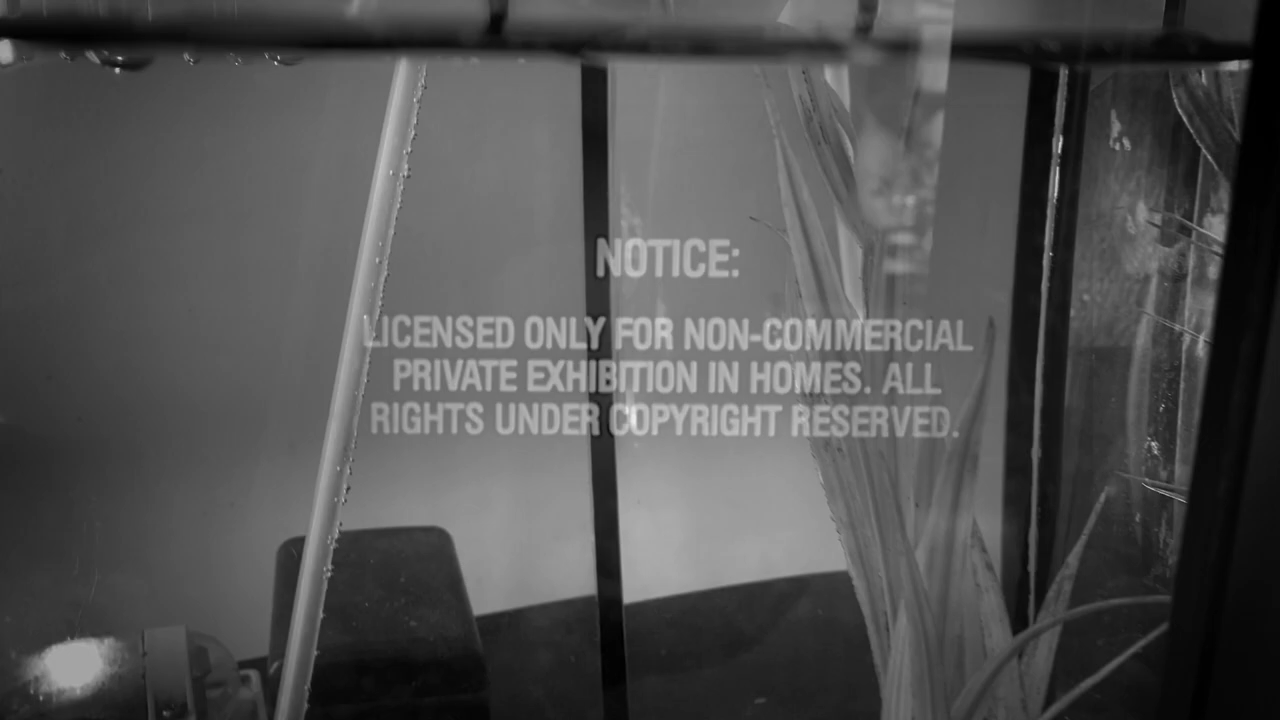 NOTICE:
LICENSED ONLY FOR NON-COMMERCIAL
PRIVATE EXHIBITION IN HOMES. ALL
RIGHTS UNDER COPYRIGHT RESERVED.